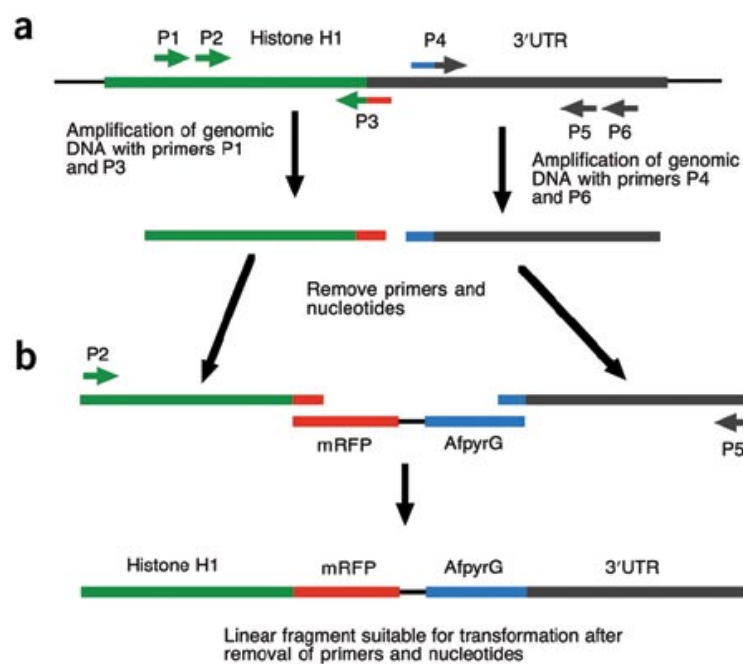 a
P1 P2 Histone H1 P4 3′UTR
P3
P5 P6
Amplification of genomic
DNA with primers P1
and P3
Amplification of genomic
DNA with primers P4
and P6
Remove primers and
nucleotides
b
P2
mRFP AfpyrG
P5
Histone H1 mRFP AfpyrG 3′UTR
Linear fragment suitable for transformation after
removal of primers and nucleotides